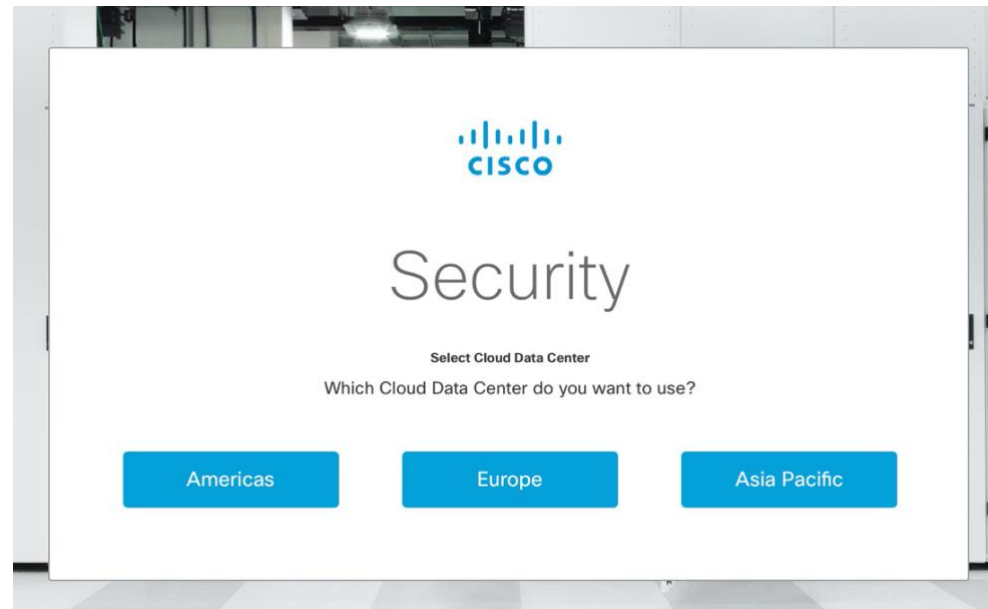 CISCO
Security
Select Cloud Data Center
Which Cloud Data Center do you want to use?
Americas
Europe
Asia Pacific